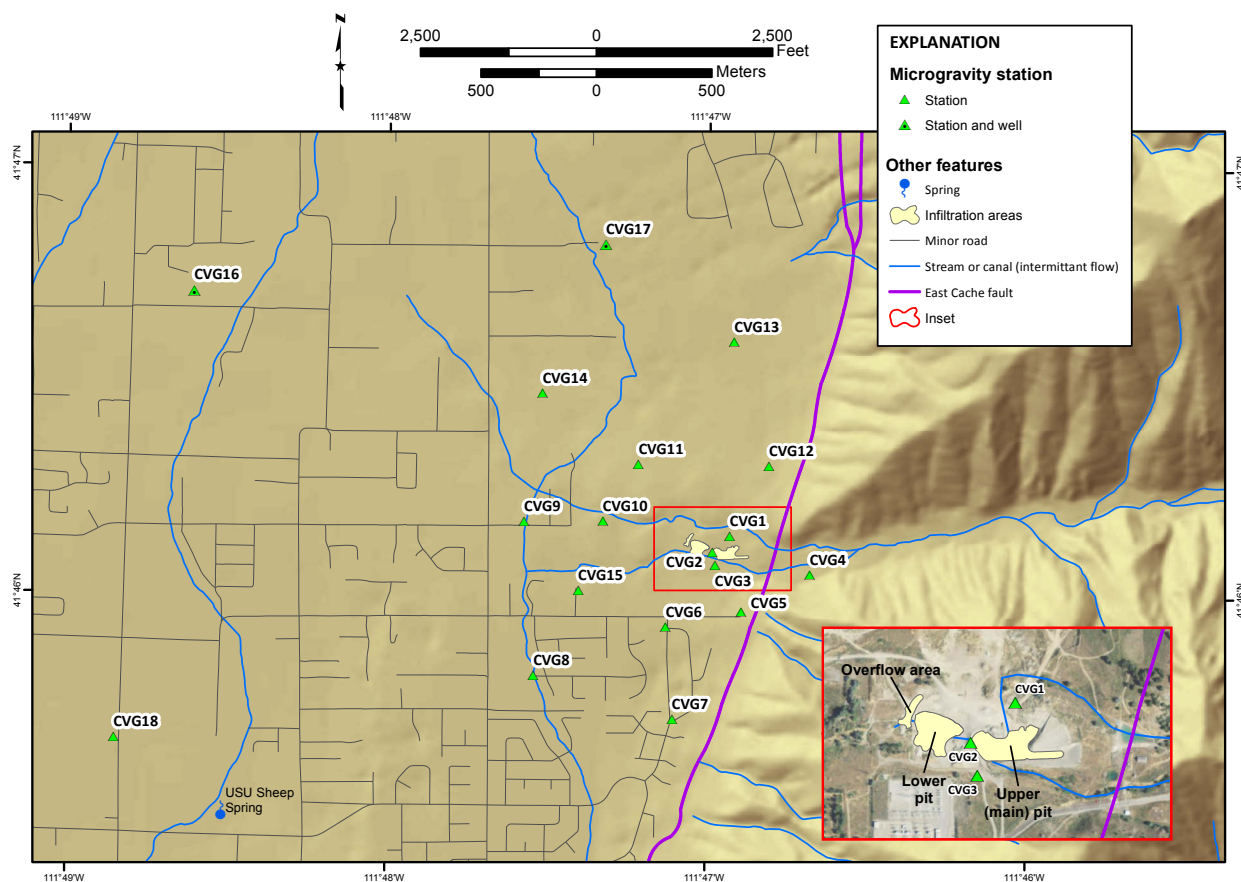 2,500
0
2,500
Feet
Meters
500
0
500
EXPLANATION
Microgravity station
Station
Station and well
Other features
Spring
Infiltration areas
Minor road
Stream or canal (intermittant flow)
East Cache fault
Inset
111°49'W
111°48'W
111°47'W
41°47'N
41°47'N
CVG17
CVG16
CVG13
CVG14
CVG11
CVG12
CVG9
CVG10
CVG1
CVG2
CVG3
CVG4
CVG15
CVG5
CVG6
CVG8
CVG7
CVG18
41°46'N
41°46'N
USU Sheep
Spring
Overflow area
CVG1
CVG2
CVG3
Lower
pit
Upper
(main) pit
111°49'W
111°48'W
111°47'W
111°46'W